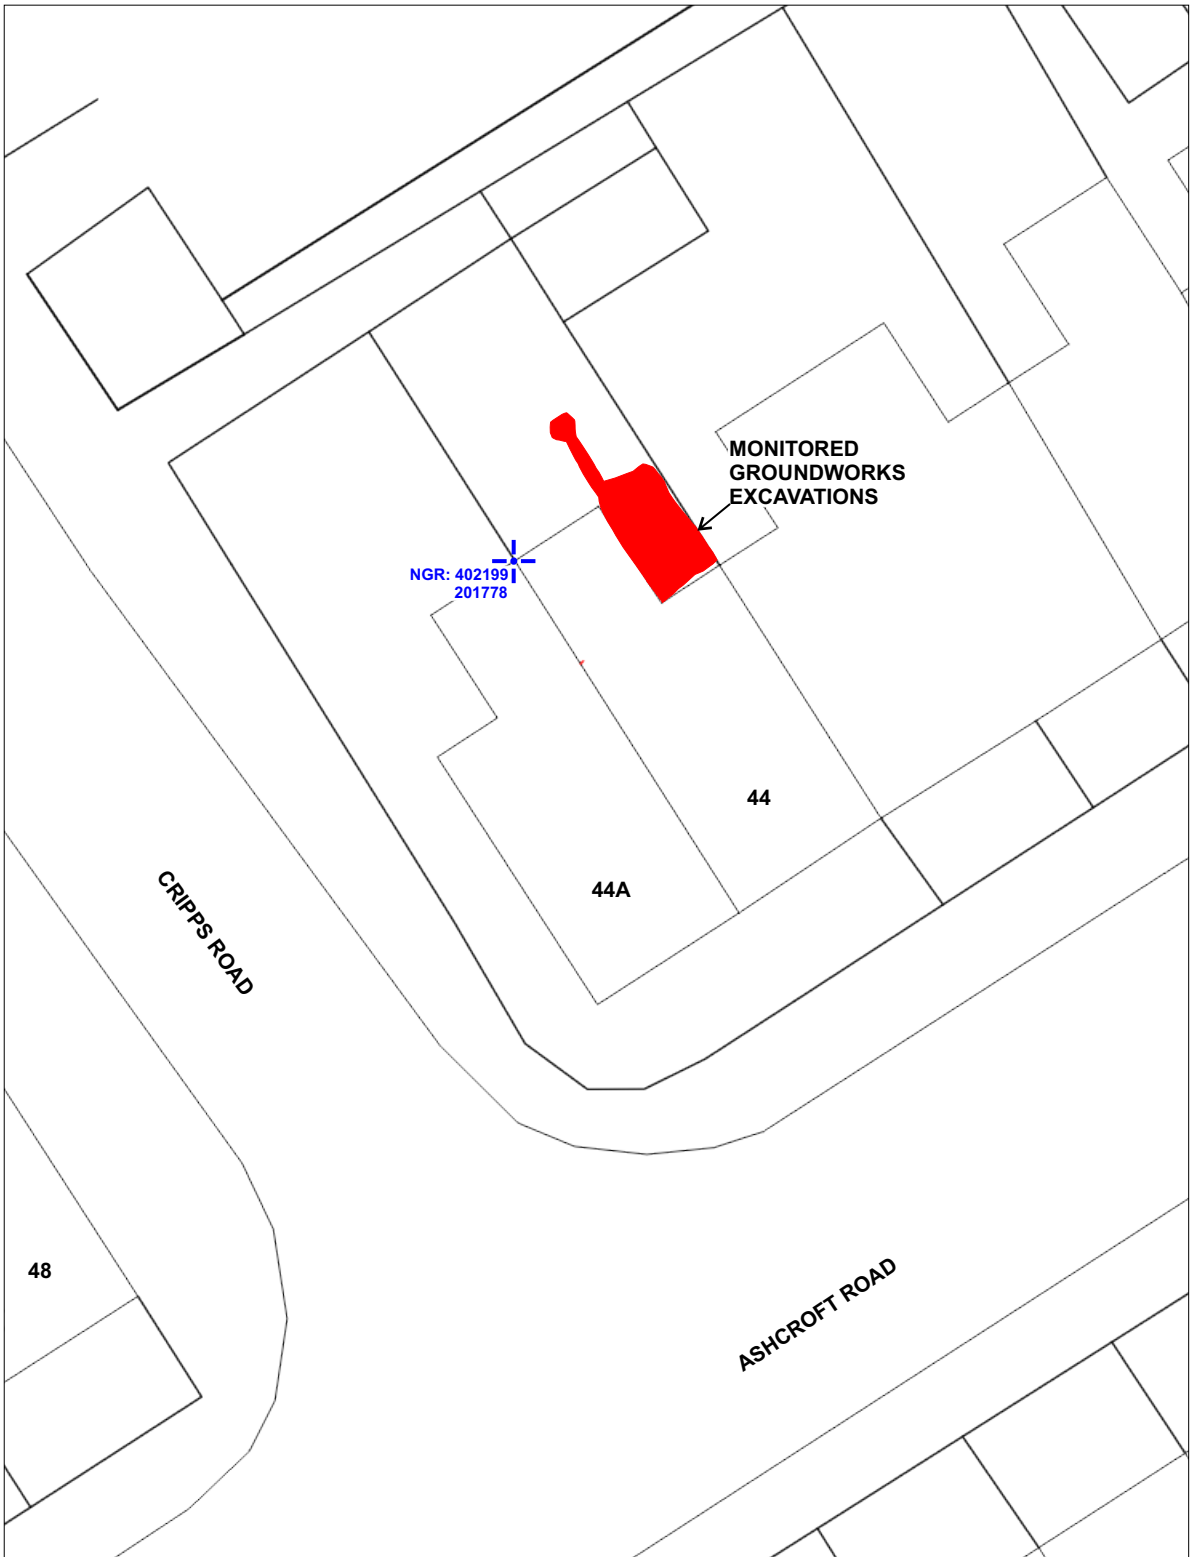 MONITORED
GROUNDWORKS
EXCAVATIONS
NGR: 402199
201778
44
44A
CRIPPS ROAD
48
ASHCROFT ROAD